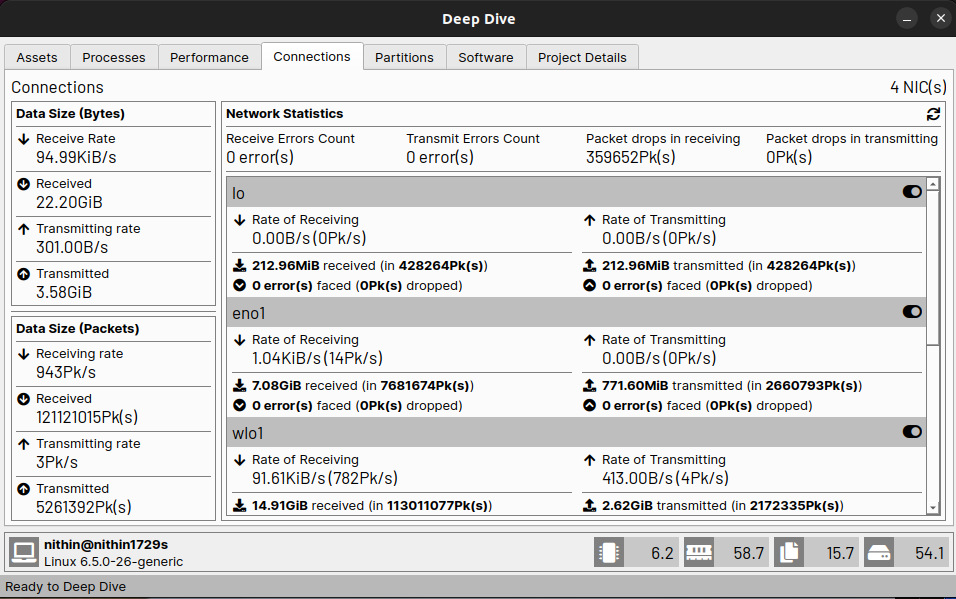 Deep Dive
Assets Processes Performance Connections Partitions Software Project Details
Connections 4 NIC(s)
Data Size (Bytes)
Receive Rate
94.99KiB/s
Received
22.20GiB
Transmitting rate
301.00B/s
Transmitted
3.58GiB
Data Size (Packets)
Receiving rate
943Pk/s
Received
121121015Pk(s)
Transmitting rate
3Pk/s
Transmitted
5261392Pk(s)
Network Statistics
Receive Errors Count Transmit Errors Count Packet drops in receiving Packet drops in transmitting
0 error(s) 0 error(s) 359652Pk(s) 0Pk(s)
lo
Rate of Receiving Rate of Transmitting
0.00B/s (0Pk/s) 0.00B/s (0Pk/s)
212.96MiB received (in 428264Pk(s)) 212.96MiB transmitted (in 428264Pk(s))
0 error(s) faced (0Pk(s) dropped) 0 error(s) faced (0Pk(s) dropped)
eno1
Rate of Receiving Rate of Transmitting
1.04KiB/s (14Pk/s) 0.00B/s (0Pk/s)
7.08GiB received (in 7681674Pk(s)) 771.60MiB transmitted (in 2660793Pk(s))
0 error(s) faced (0Pk(s) dropped) 0 error(s) faced (0Pk(s) dropped)
wlo1
Rate of Receiving Rate of Transmitting
91.61KiB/s (782Pk/s) 413.00B/s (4Pk/s)
14.91GiB received (in 113011077Pk(s)) 2.62GiB transmitted (in 2172335Pk(s))
nithin@nithin1729s
Linux 6.5.0-26-generic
6.2 58.7 15.7 54.1
Ready to Deep Dive